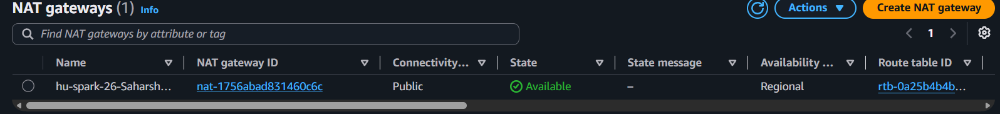 NAT gateways (1) Info
Actions
Create NAT gateway
Find NAT gateways by attribute or tag
1
Name NAT gateway ID Connectivity... State State message Availability ... Route table ID
hu-spark-26-Saharsh... nat-1756abad831460c6c Public Available – Regional rtb-0a25b4b4b...